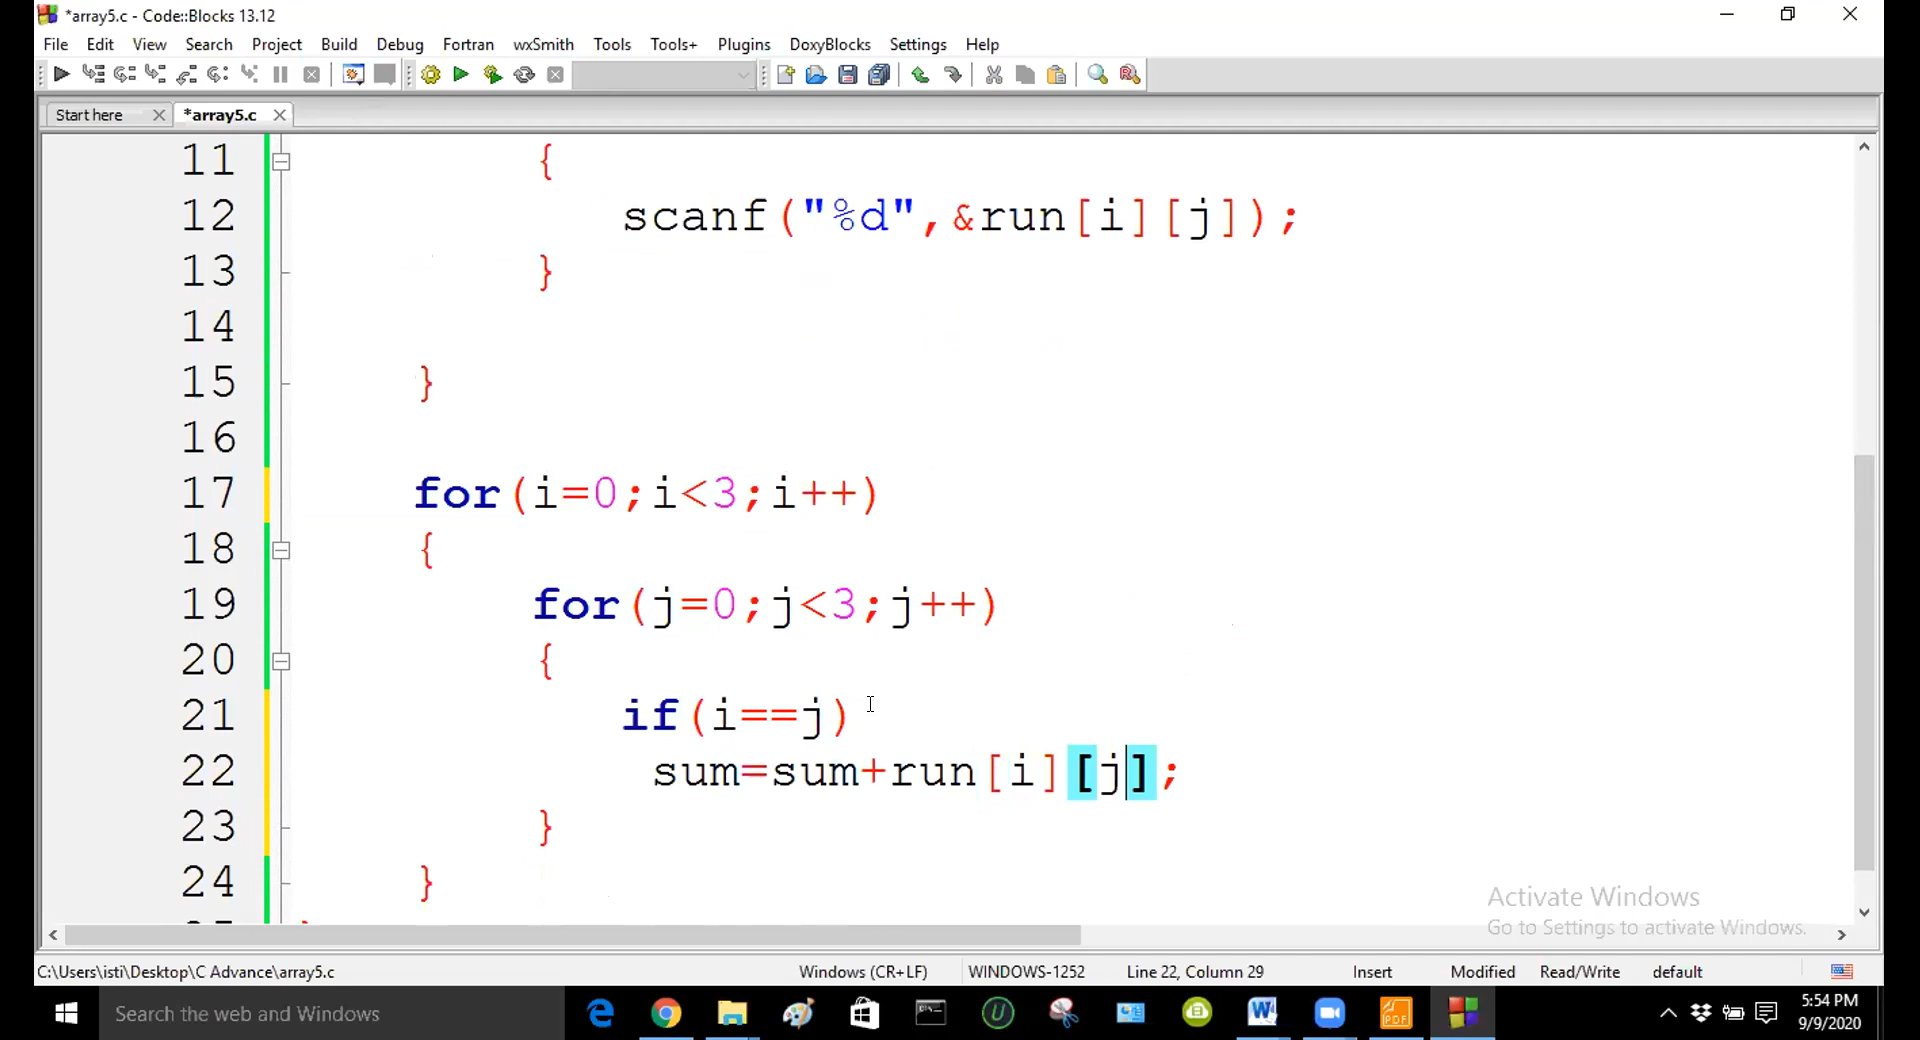 *array5.c - Code::Blocks 13.12
File Edit View Search Project Build Debug Fortran wxSmith Tools Tools+ Plugins DoxyBlocks Settings Help
Start here *array5.c
11 {
12 scanf("%d",&run[i][j]);
13 }
14
15 }
16
17 for(i=0;i<3;i++)
18 {
19 for(j=0;j<3;j++)
20 {
21 if(i==j)
22 sum=sum+run[i][j];
23 }
24 }
Activate Windows
Go to Settings to activate Windows.
C:\Users\isti\Desktop\C Advance\array5.c Windows (CR+LF) WINDOWS-1252 Line 22, Column 29 Insert Modified Read/Write default
Search the web and Windows
5:54 PM
9/9/2020